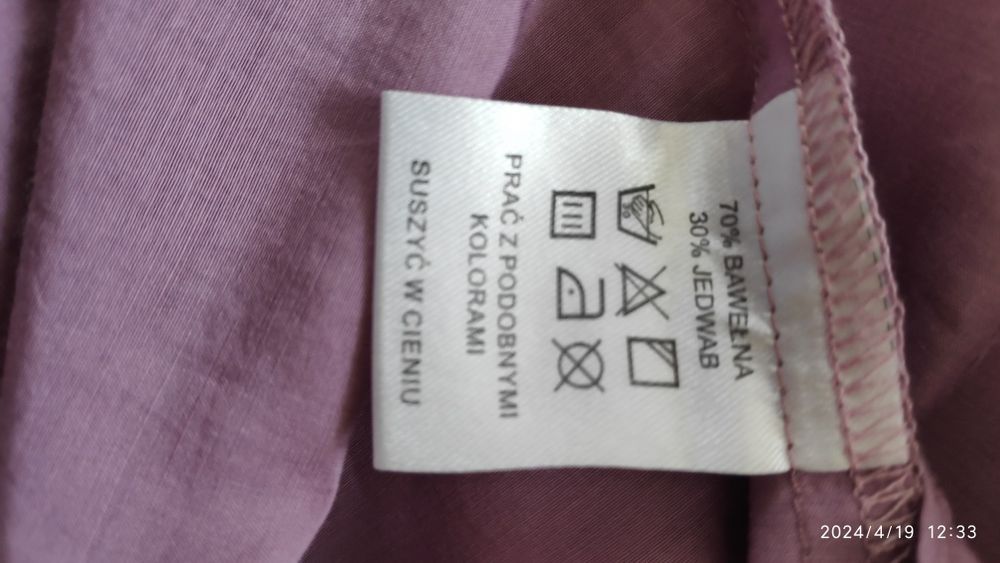 70% BAWEŁNA
30% JEDWAB
PRAĆ Z PODOBNYMI
KOLORAMI
SUSZYĆ W CIENIU
2024/4/19 12:33